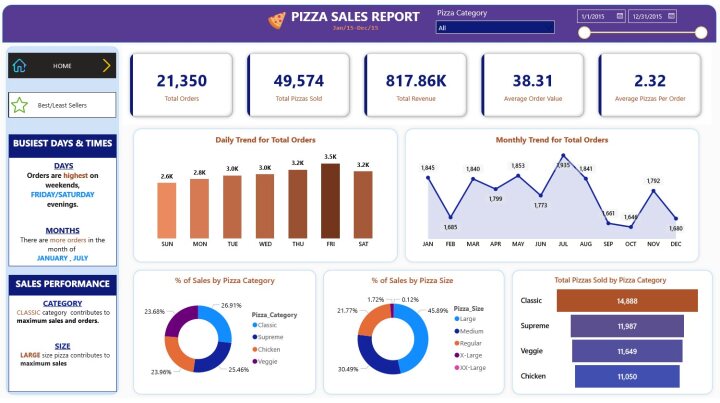 PIZZA SALES REPORT
Jan/15-Dec/15
Pizza Category
All
1/1/2015
12/31/2015
HOME
Best/Least Sellers
BUSIEST DAYS & TIMES
DAYS
Orders are highest on
weekends,
FRIDAY/SATURDAY
evenings.
MONTHS
There are more orders in the
month of
JANUARY , JULY
SALES PERFORMANCE
CATEGORY
CLASSIC category contributes to
maximum sales and orders.
SIZE
LARGE size pizza contributes to
maximum sales
21,350
Total Orders
49,574
Total Pizzas Sold
817.86K
Total Revenue
38.31
Average Order Value
2.32
Average Pizzas Per Order
Daily Trend for Total Orders
2.6K
2.8K
3.0K
3.0K
3.2K
3.5K
3.2K
SUN
MON
TUE
WED
THU
FRI
SAT
Monthly Trend for Total Orders
1,845
1,685
1,840
1,799
1,853
1,773
1,935
1,841
1,661
1,646
1,792
1,680
JAN
FEB
MAR
APR
MAY
JUN
JUL
AUG
SEP
OCT
NOV
DEC
% of Sales by Pizza Category
26.91%
25.46%
23.96%
23.68%
Pizza_Category
Classic
Supreme
Chicken
Veggie
% of Sales by Pizza Size
1.72%
0.12%
21.77%
45.89%
30.49%
Pizza_Size
Large
Medium
Regular
X-Large
XX-Large
Total Pizzas Sold by Pizza Category
Classic
14,888
Supreme
11,987
Veggie
11,649
Chicken
11,050